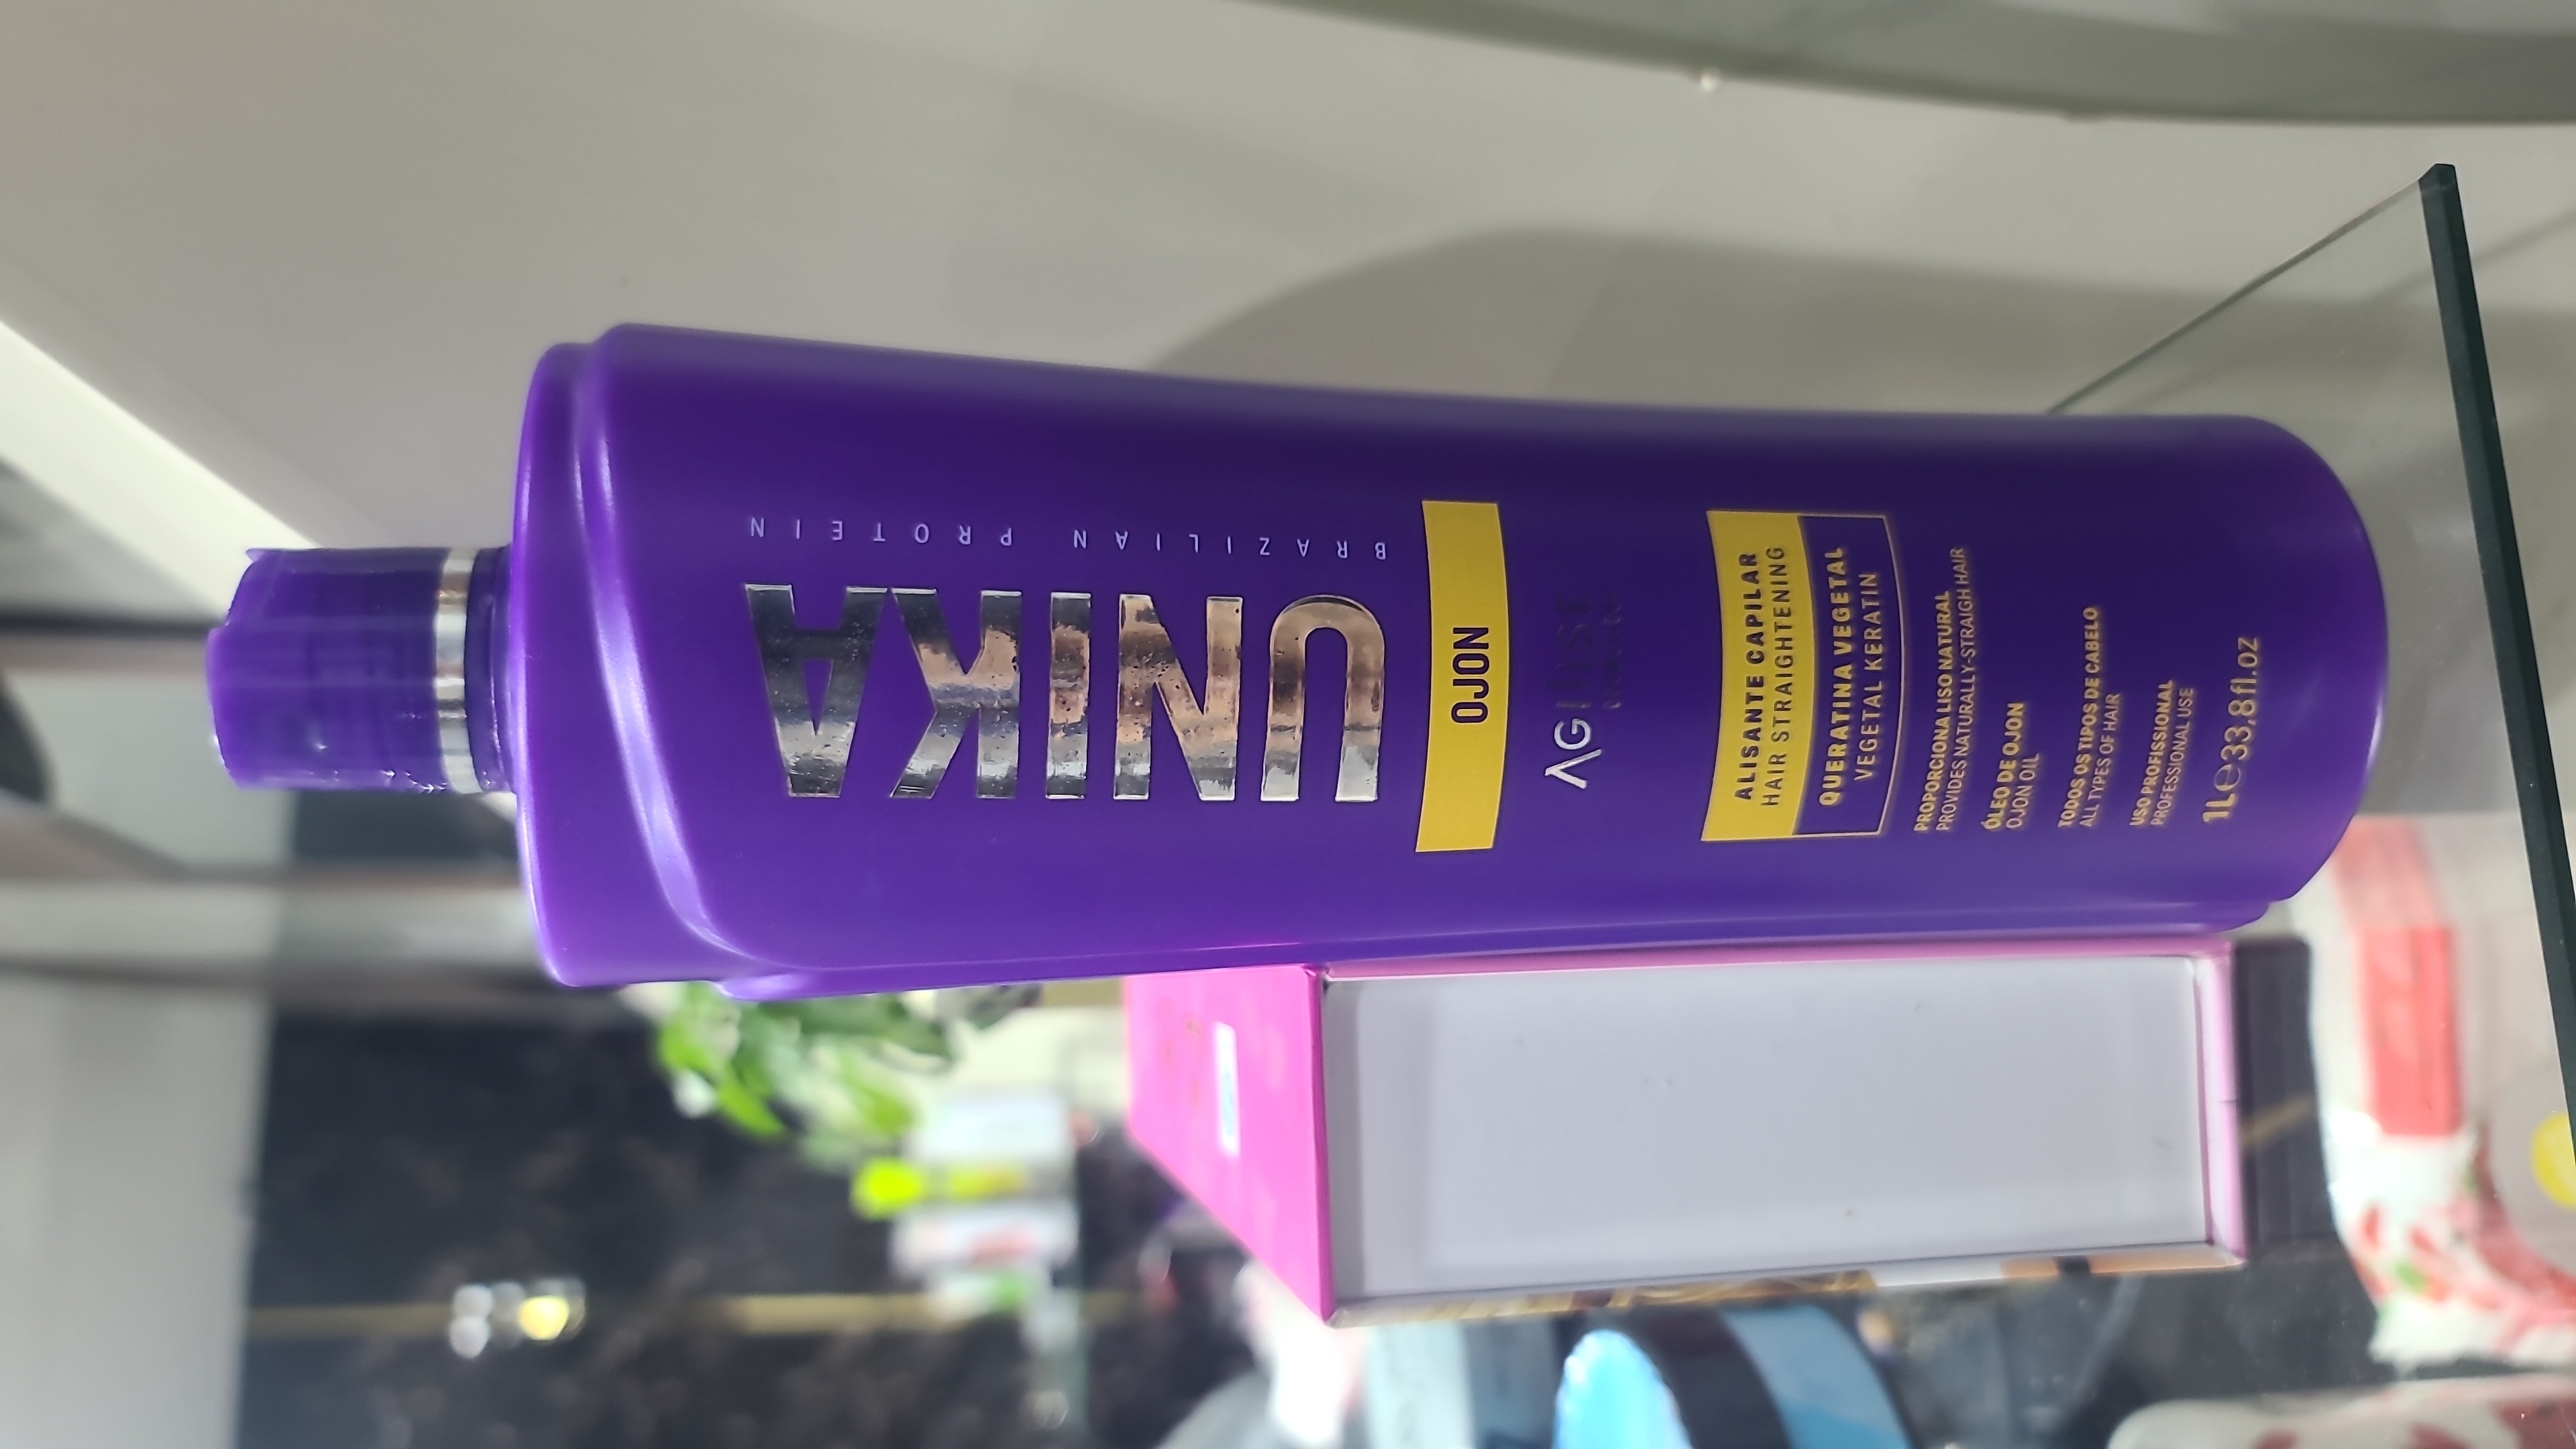 UNIKA
BRAZILIAN PROTEIN
OJON
AGI
ALISANTE CAPILAR
HAIR STRAIGHTENING
QUERATINA VEGETAL
VEGETAL KERATIN
PROPORCIONA LISO NATURAL
PROVIDES NATURALLY-STRAIGH HAIR
ÓLEO DE OJON
OJON OIL
TODOS OS TIPOS DE CABELO
ALL TYPES OF HAIR
USO PROFISSIONAL
PROFESSIONAL USE
1L e 33,8 fl.oz